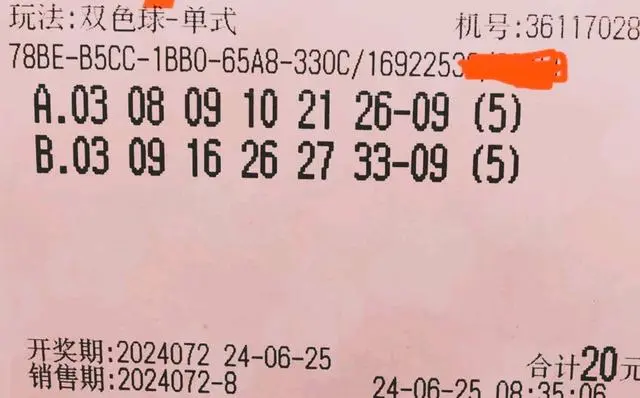 玩法:双色球-单式 机号:36117028
78BE-B5CC-1BB0-65A8-330C/1692253
A.03 08 09 10 21 26-09 (5)
B.03 09 16 26 27 33-09 (5)
开奖期:2024072 24-06-25 合计20元
销售期:2024072-8 24-06-25 08:35:06